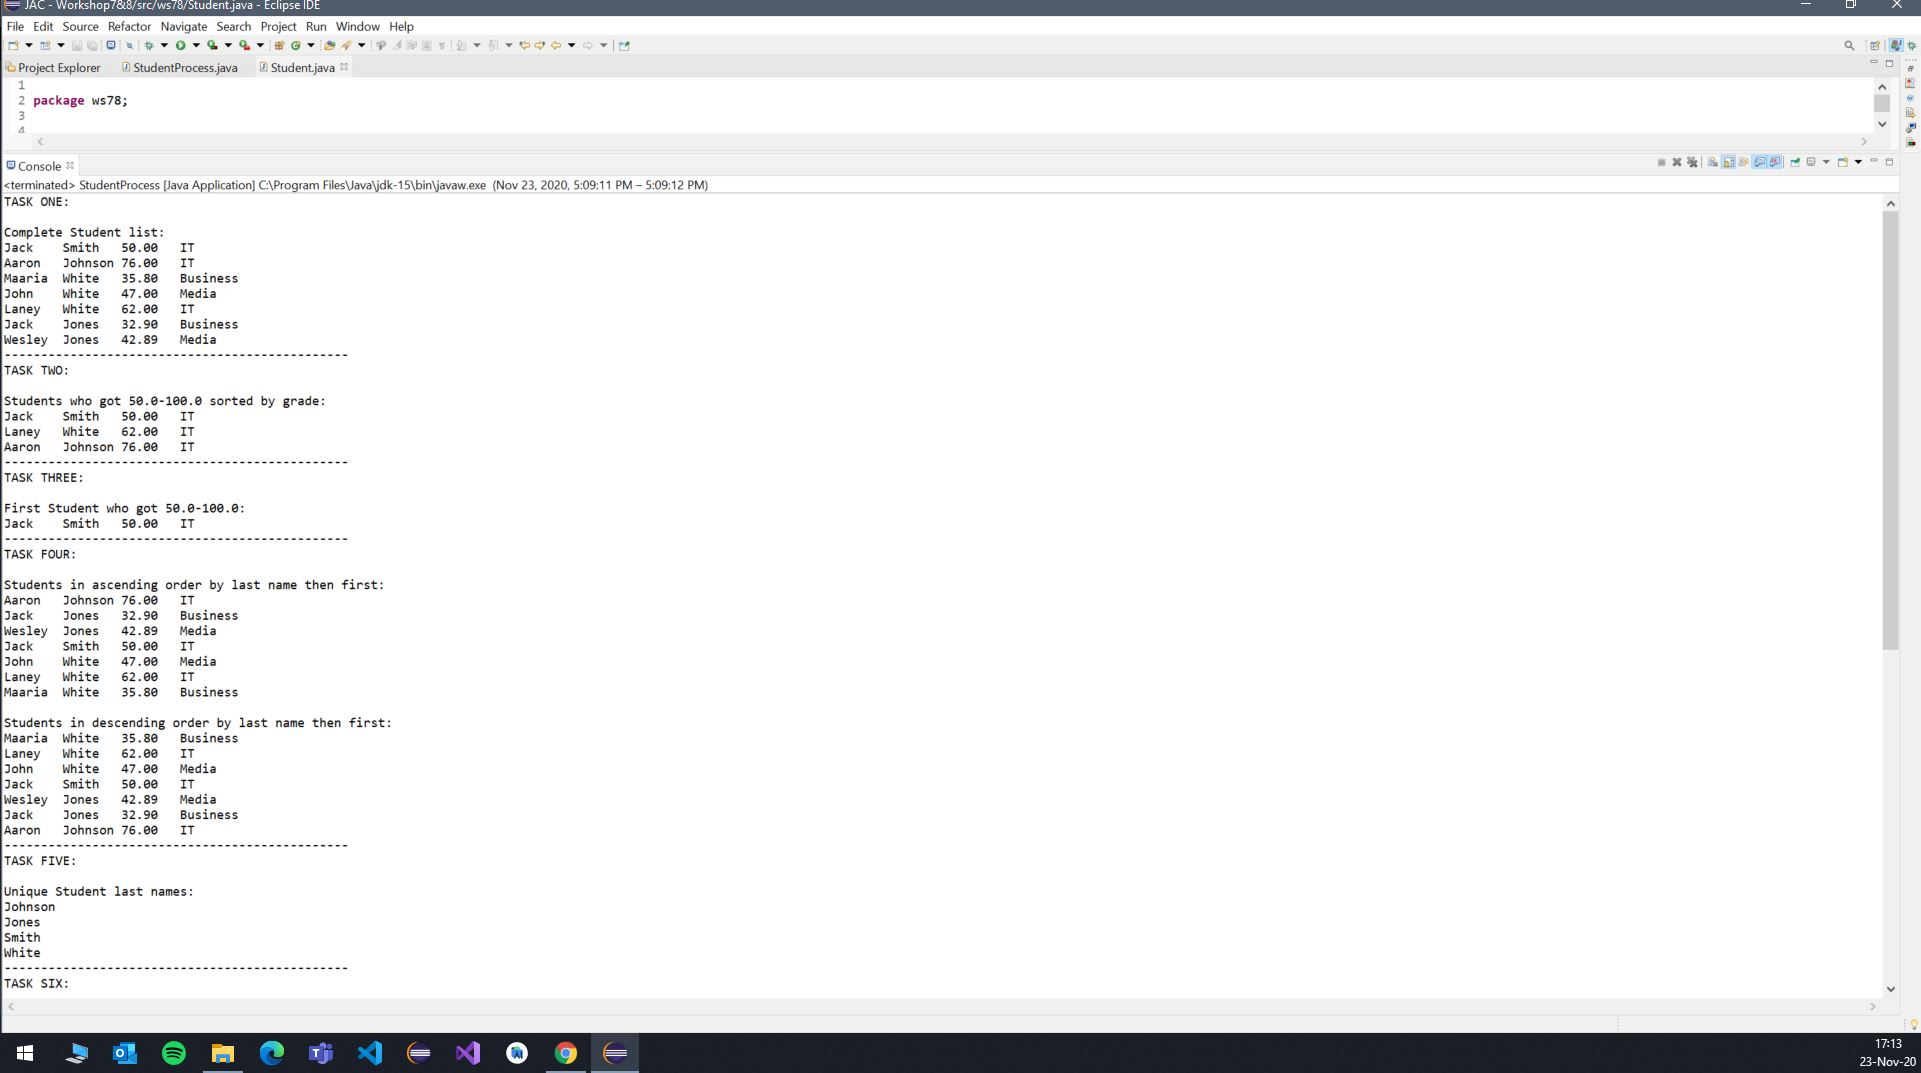 JAC - Workshop7&8/src/ws78/Student.java - Eclipse IDE
File Edit Source Refactor Navigate Search Project Run Window Help
Project Explorer StudentProcess.java Student.java
1
2 package ws78;
3
4
Console
<terminated> StudentProcess [Java Application] C:\Program Files\Java\jdk-15\bin\javaw.exe (Nov 23, 2020, 5:09:11 PM – 5:09:12 PM)
TASK ONE:
Complete Student list:
Jack Smith 50.00 IT
Aaron Johnson 76.00 IT
Maaria White 35.80 Business
John White 47.00 Media
Laney White 62.00 IT
Jack Jones 32.90 Business
Wesley Jones 42.89 Media
-----------------------------------------------
TASK TWO:
Students who got 50.0-100.0 sorted by grade:
Jack Smith 50.00 IT
Laney White 62.00 IT
Aaron Johnson 76.00 IT
-----------------------------------------------
TASK THREE:
First Student who got 50.0-100.0:
Jack Smith 50.00 IT
-----------------------------------------------
TASK FOUR:
Students in ascending order by last name then first:
Aaron Johnson 76.00 IT
Jack Jones 32.90 Business
Wesley Jones 42.89 Media
Jack Smith 50.00 IT
John White 47.00 Media
Laney White 62.00 IT
Maaria White 35.80 Business
Students in descending order by last name then first:
Maaria White 35.80 Business
Laney White 62.00 IT
John White 47.00 Media
Jack Smith 50.00 IT
Wesley Jones 42.89 Media
Jack Jones 32.90 Business
Aaron Johnson 76.00 IT
-----------------------------------------------
TASK FIVE:
Unique Student last names:
Johnson
Jones
Smith
White
-----------------------------------------------
TASK SIX:
17:13
23-Nov-20